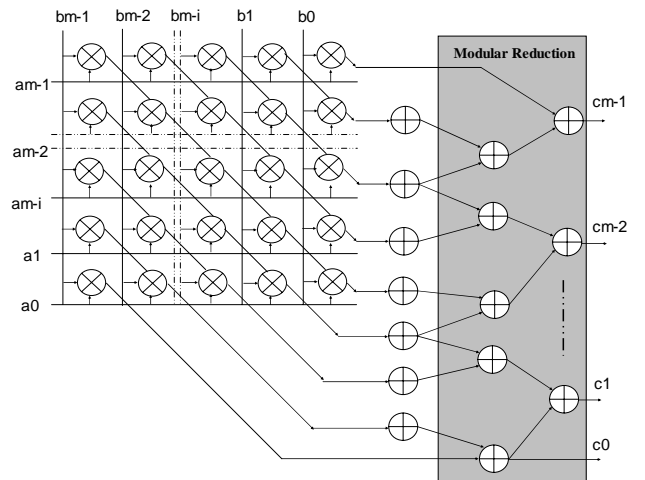 bm-1 bm-2 bm-i b1 b0
Modular Reduction
am-1
cm-1
am-2
am-i
cm-2
a1
a0
c1
c0